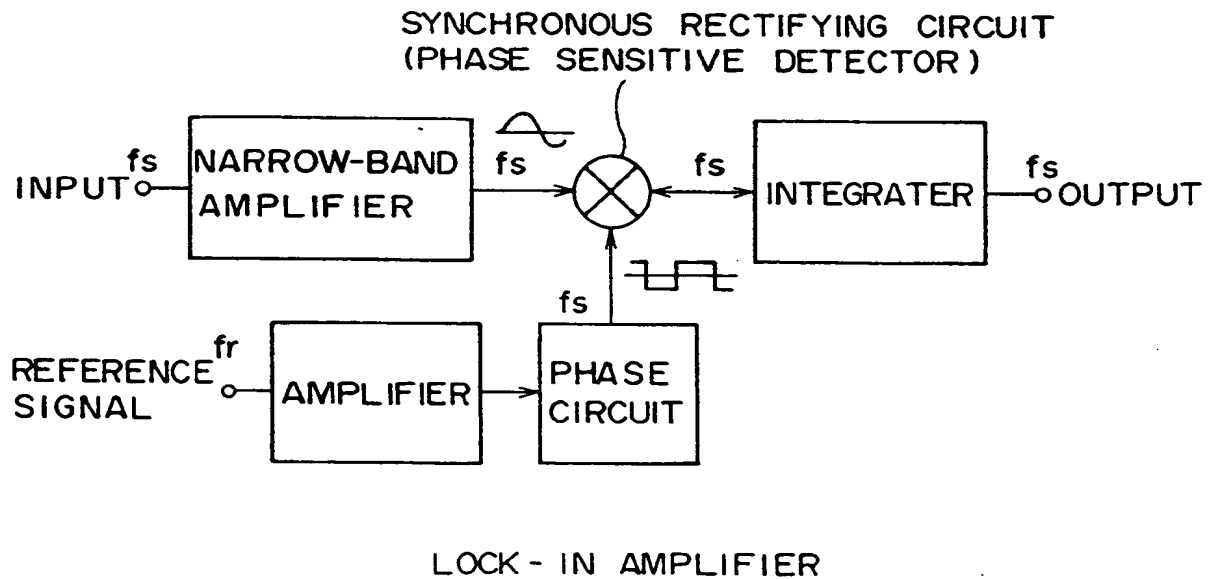 SYNCHRONOUS RECTIFYING CIRCUIT
(PHASE SENSITIVE DETECTOR)
INPUT
fs
NARROW-BAND
AMPLIFIER
fs
fs
INTEGRATER
fs
OUTPUT
fs
REFERENCE
SIGNAL
fr
AMPLIFIER
PHASE
CIRCUIT
LOCK-IN AMPLIFIER